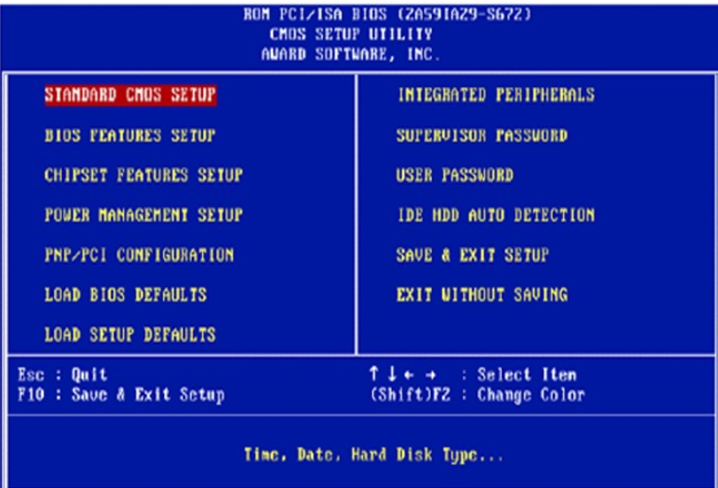 ROM PCI/ISA BIOS (2A59IAZ9-S672)
CMOS SETUP UTILITY
AWARD SOFTWARE, INC.
STANDARD CMOS SETUP
BIOS FEATURES SETUP
CHIPSET FEATURES SETUP
POWER MANAGEMENT SETUP
PNP/PCI CONFIGURATION
LOAD BIOS DEFAULTS
LOAD SETUP DEFAULTS
INTEGRATED PERIPHERALS
SUPERVISOR PASSWORD
USER PASSWORD
IDE HDD AUTO DETECTION
SAVE & EXIT SETUP
EXIT WITHOUT SAVING
Esc : Quit
F10 : Save & Exit Setup
↑ ↓ ← → : Select Item
(Shift)F2 : Change Color
Time, Date, Hard Disk Type...